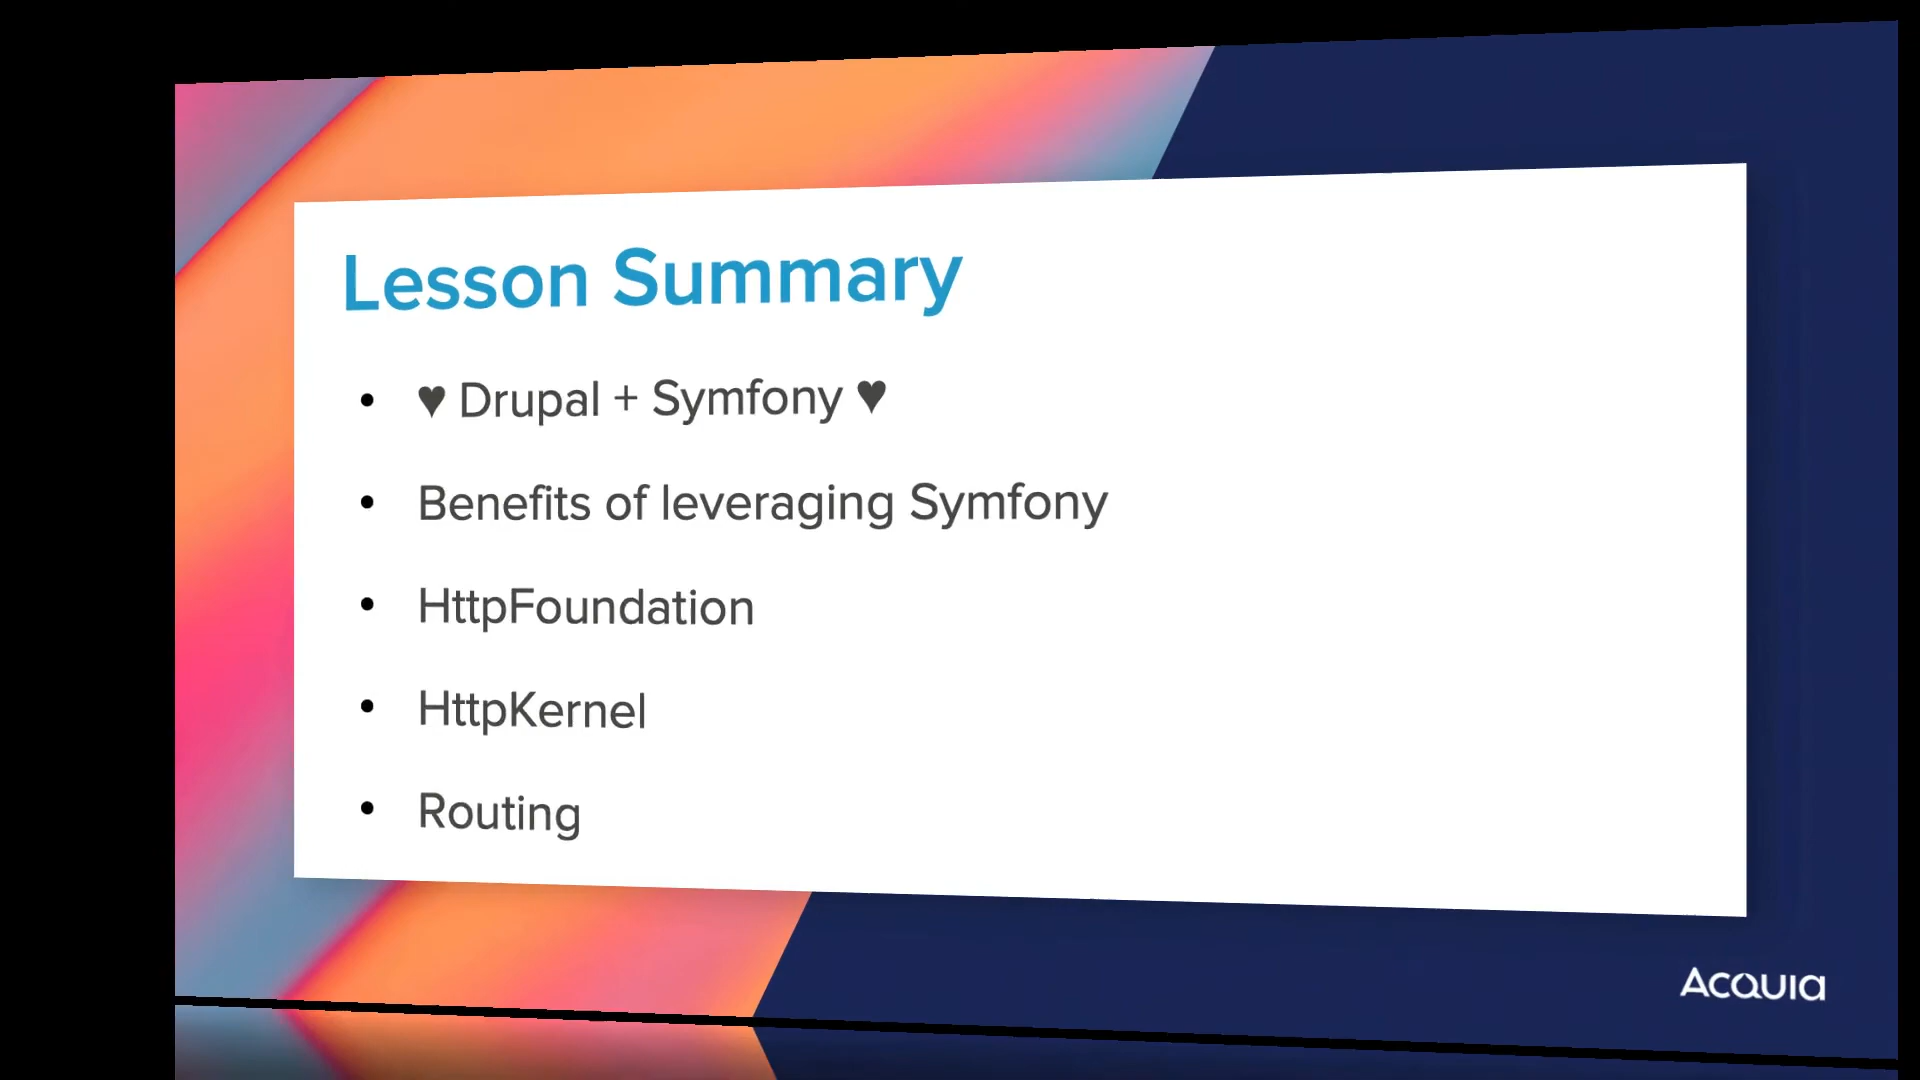 Lesson Summary
• ♥ Drupal + Symfony ♥
• Benefits of leveraging Symfony
• HttpFoundation
• HttpKernel
• Routing
Acquia